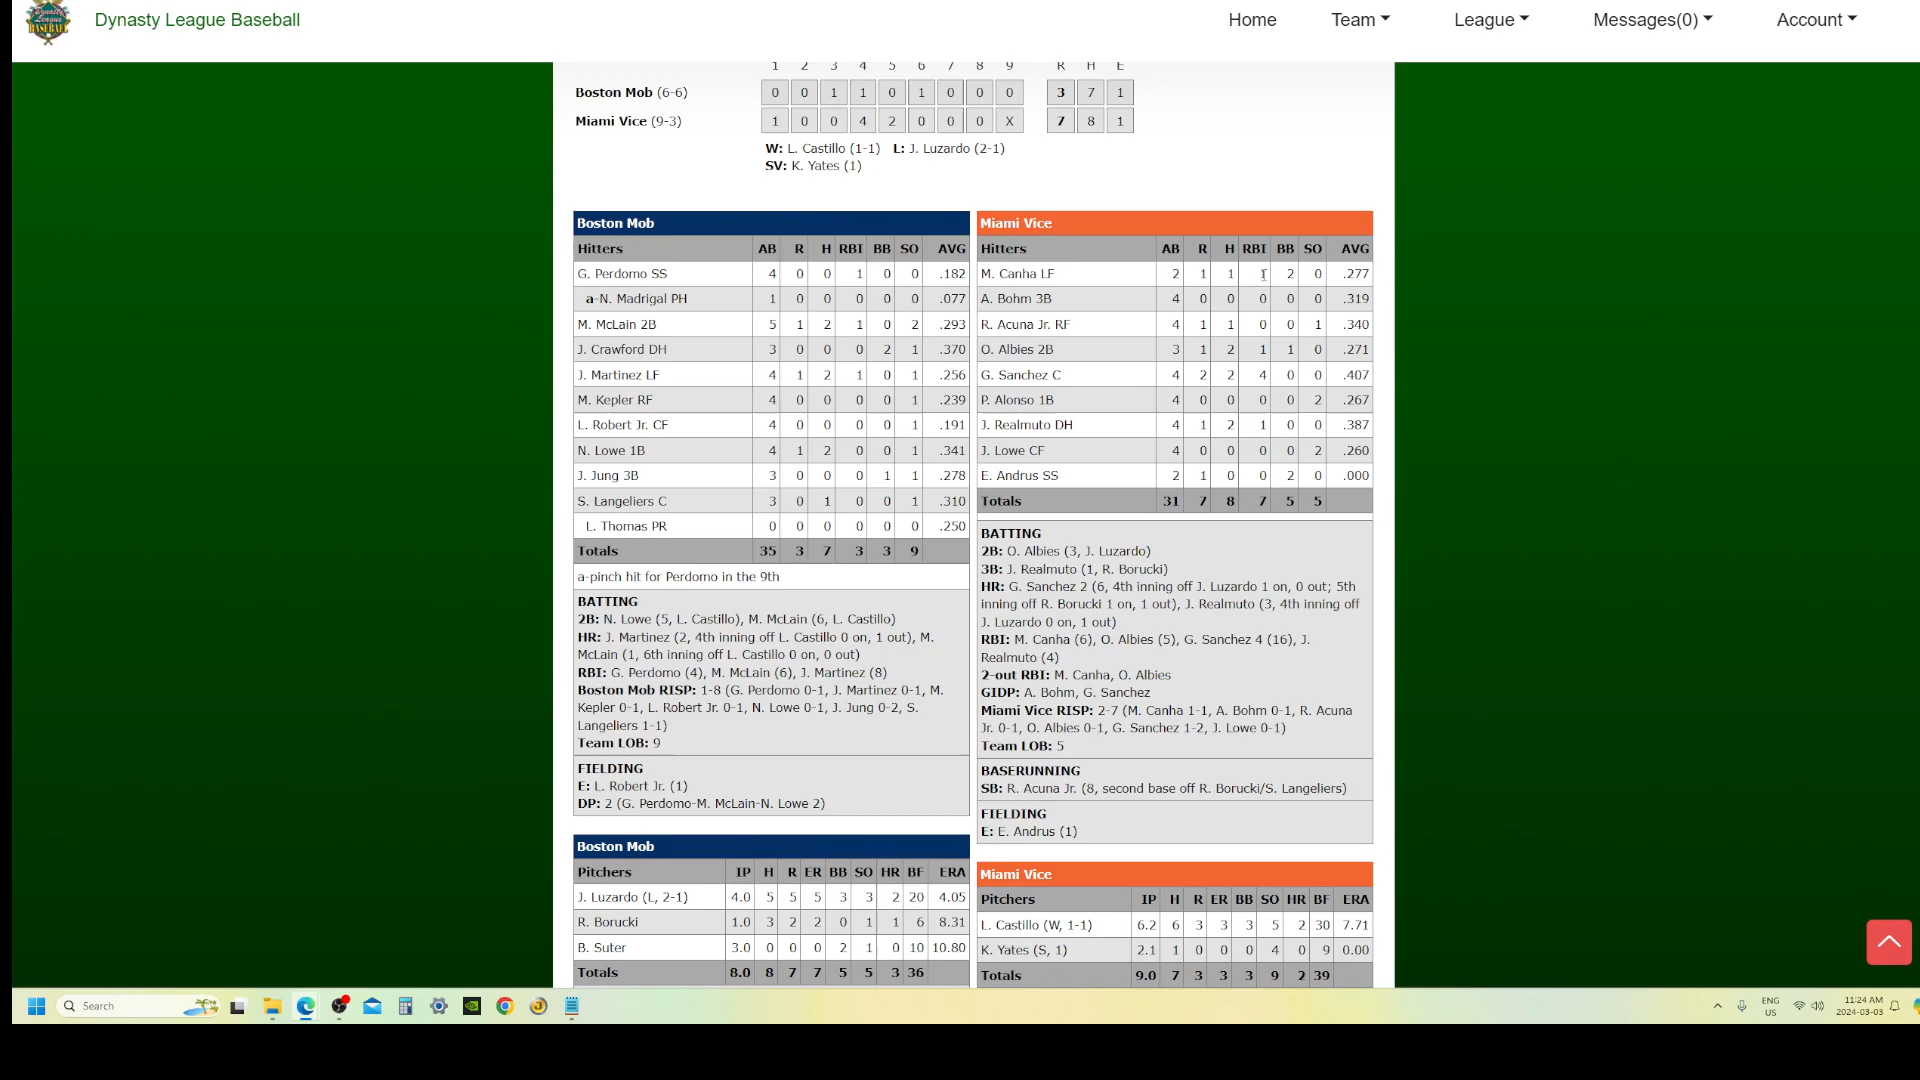 Dynasty League Baseball
Home Team League Messages(0) Account
1 2 3 4 5 6 7 8 9 R H E
Boston Mob (6-6) 0 0 1 1 0 1 0 0 0 3 7 1
Miami Vice (9-3) 1 0 0 4 2 0 0 0 X 7 8 1
W: L. Castillo (1-1) L: J. Luzardo (2-1)
SV: K. Yates (1)
Boston Mob
Hitters AB R H RBI BB SO AVG
G. Perdomo SS 4 0 0 1 0 0 .182
a-N. Madrigal PH 1 0 0 0 0 0 .077
M. McLain 2B 5 1 2 1 0 2 .293
J. Crawford DH 3 0 0 0 2 1 .370
J. Martinez LF 4 1 2 1 0 1 .256
M. Kepler RF 4 0 0 0 0 1 .239
L. Robert Jr. CF 4 0 0 0 0 1 .191
N. Lowe 1B 4 1 2 0 0 1 .341
J. Jung 3B 3 0 0 0 1 1 .278
S. Langeliers C 3 0 1 0 0 1 .310
L. Thomas PR 0 0 0 0 0 0 .250
Totals 35 3 7 3 3 9
a-pinch hit for Perdomo in the 9th
BATTING
2B: N. Lowe (5, L. Castillo), M. McLain (6, L. Castillo)
HR: J. Martinez (2, 4th inning off L. Castillo 0 on, 1 out), M.
McLain (1, 6th inning off L. Castillo 0 on, 0 out)
RBI: G. Perdomo (4), M. McLain (6), J. Martinez (8)
Boston Mob RISP: 1-8 (G. Perdomo 0-1, J. Martinez 0-1, M.
Kepler 0-1, L. Robert Jr. 0-1, N. Lowe 0-1, J. Jung 0-2, S.
Langeliers 1-1)
Team LOB: 9
FIELDING
E: L. Robert Jr. (1)
DP: 2 (G. Perdomo-M. McLain-N. Lowe 2)
Boston Mob
Pitchers IP H R ER BB SO HR BF ERA
J. Luzardo (L, 2-1) 4.0 5 5 5 3 3 2 20 4.05
R. Borucki 1.0 3 2 2 0 1 1 6 8.31
B. Suter 3.0 0 0 0 2 1 0 10 10.80
Totals 8.0 8 7 7 5 5 3 36
Miami Vice
Hitters AB R H RBI BB SO AVG
M. Canha LF 2 1 1 1 2 0 .277
A. Bohm 3B 4 0 0 0 0 0 .319
R. Acuna Jr. RF 4 1 1 0 0 1 .340
O. Albies 2B 3 1 2 1 1 0 .271
G. Sanchez C 4 2 2 4 0 0 .407
P. Alonso 1B 4 0 0 0 0 2 .267
J. Realmuto DH 4 1 2 1 0 0 .387
J. Lowe CF 4 0 0 0 0 2 .260
E. Andrus SS 2 1 0 0 2 0 .000
Totals 31 7 8 7 5 5
BATTING
2B: O. Albies (3, J. Luzardo)
3B: J. Realmuto (1, R. Borucki)
HR: G. Sanchez 2 (6, 4th inning off J. Luzardo 1 on, 0 out; 5th
inning off R. Borucki 1 on, 1 out), J. Realmuto (3, 4th inning off
J. Luzardo 0 on, 1 out)
RBI: M. Canha (6), O. Albies (5), G. Sanchez 4 (16), J.
Realmuto (4)
2-out RBI: M. Canha, O. Albies
GIDP: A. Bohm, G. Sanchez
Miami Vice RISP: 2-7 (M. Canha 1-1, A. Bohm 0-1, R. Acuna
Jr. 0-1, O. Albies 0-1, G. Sanchez 1-2, J. Lowe 0-1)
Team LOB: 5
BASERUNNING
SB: R. Acuna Jr. (8, second base off R. Borucki/S. Langeliers)
FIELDING
E: E. Andrus (1)
Miami Vice
Pitchers IP H R ER BB SO HR BF ERA
L. Castillo (W, 1-1) 6.2 6 3 3 3 5 2 30 7.71
K. Yates (S, 1) 2.1 1 0 0 0 4 0 9 0.00
Totals 9.0 7 3 3 3 9 2 39
Search
ENG
US
11:24 AM
2024-03-03